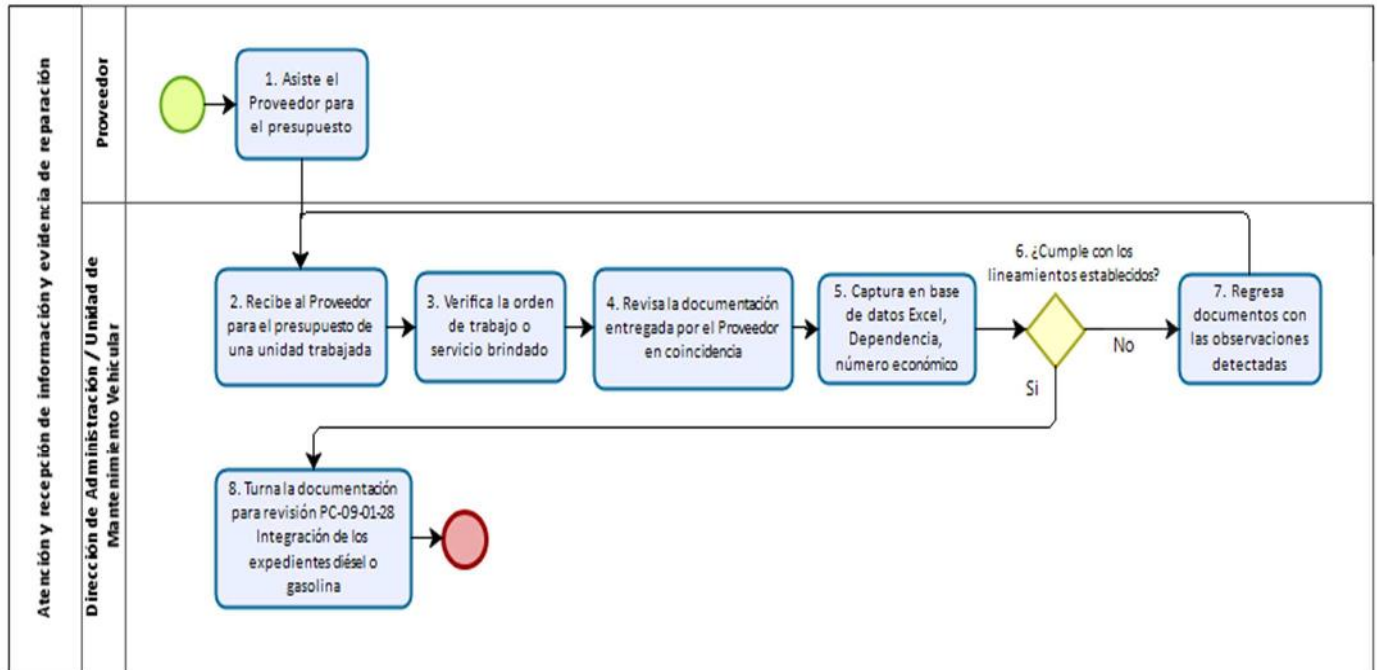 Atención y recepción de información y evidencia de reparación
Proveedor
1. Asiste el
Proveedor para
el presupuesto
Dirección de Administración / Unidad de
Mantenimiento Vehicular
2. Recibe al Proveedor
para el presupuesto de
una unidad trabajada
3. Verifica la orden
de trabajo o
servicio brindado
4. Revisa la documentación
entregada por el Proveedor
en coincidencia
5. Captura en base
de datos Excel,
Dependencia,
número económico
6. ¿Cumple con los
lineamientos establecidos?
No
Si
7. Regresa
documentos con
las observaciones
detectadas
8. Turna la documentación
para revisión PC-09-01-28
Integración de los
expedientes diésel o
gasolina